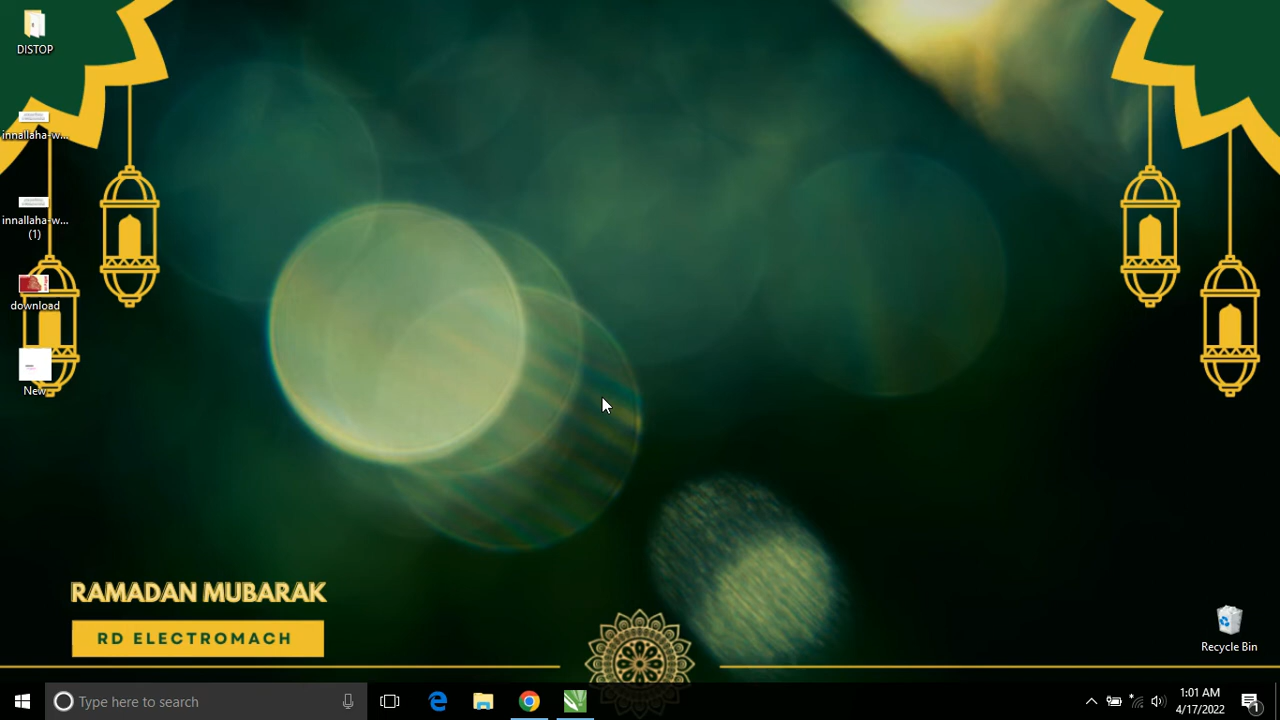 DISTOP
innallaha-w...
innallaha-w...
(1)
download
New
RAMADAN MUBARAK
RD ELECTROMACH
Recycle Bin
Type here to search
1:01 AM
4/17/2022
1